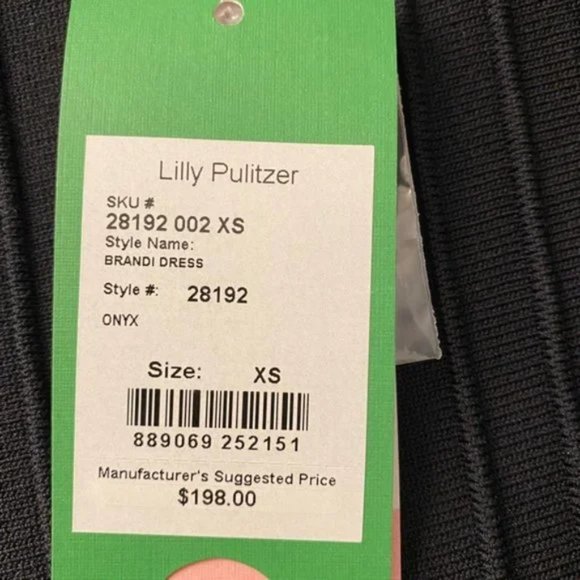 Lilly Pulitzer
SKU #
28192 002 XS
Style Name:
BRANDI DRESS
Style #: 28192
ONYX
Size: XS
889069 252151
Manufacturer's Suggested Price
$198.00